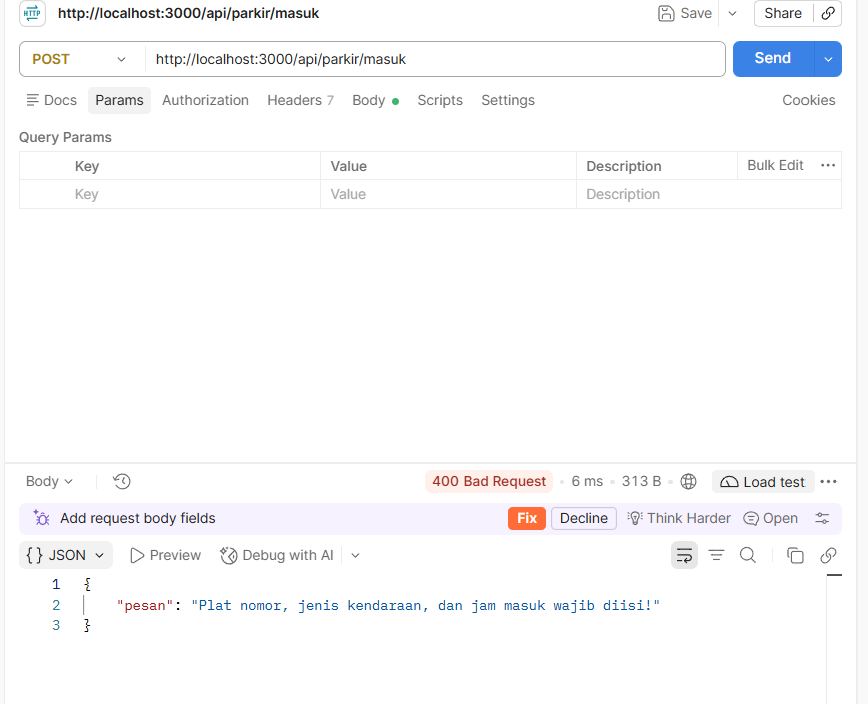 HTTP http://localhost:3000/api/parkir/masuk Save Share
POST http://localhost:3000/api/parkir/masuk Send
Docs Params Authorization Headers 7 Body Scripts Settings Cookies
Query Params
Key Value Description Bulk Edit
Key Value Description
Body 400 Bad Request 6 ms 313 B Load test
Add request body fields Fix Decline Think Harder Open
{} JSON Preview Debug with AI
1 {
2 "pesan": "Plat nomor, jenis kendaraan, dan jam masuk wajib diisi!"
3 }